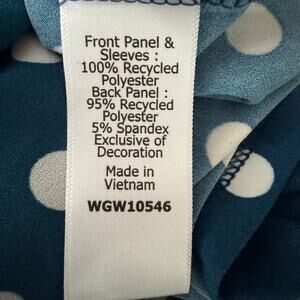 Front Panel &
Sleeves :
100% Recycled
Polyester
Back Panel :
95% Recycled
Polyester
5% Spandex
Exclusive of
Decoration
Made in
Vietnam
WGW10546